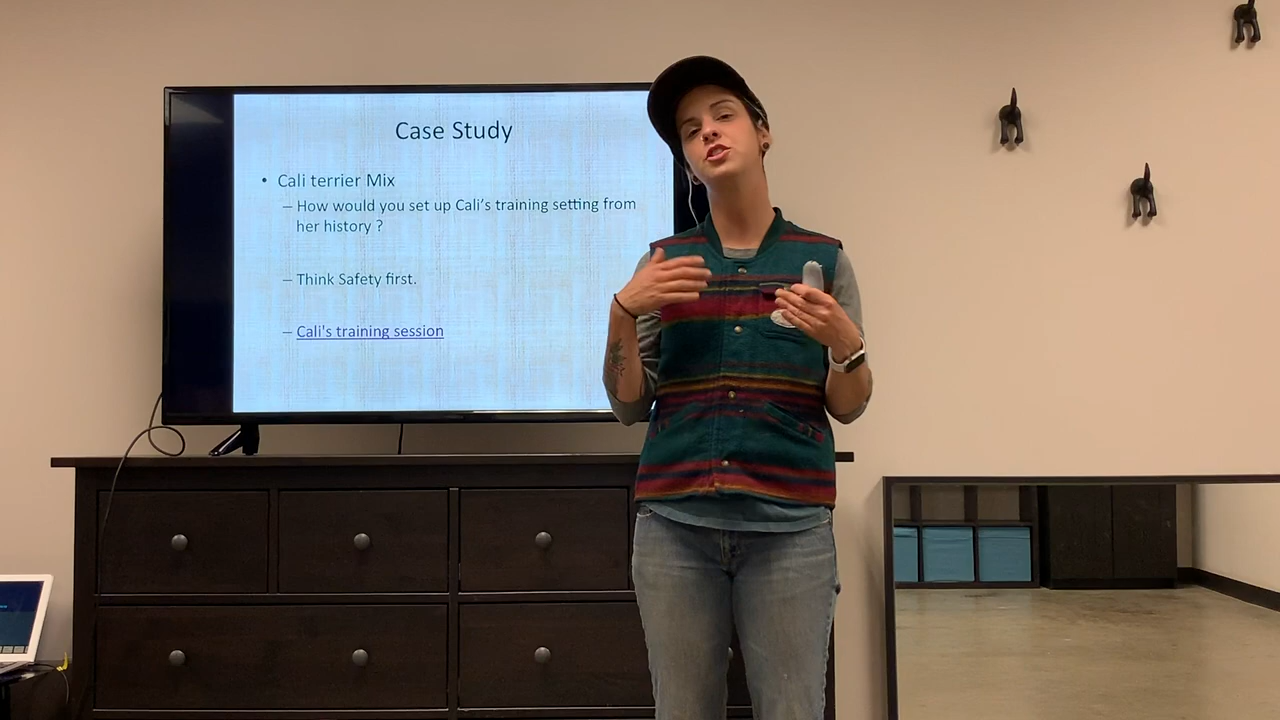 Case Study
• Cali terrier Mix
– How would you set up Cali's training setting from
her history ?
– Think Safety first.
– Cali's training session